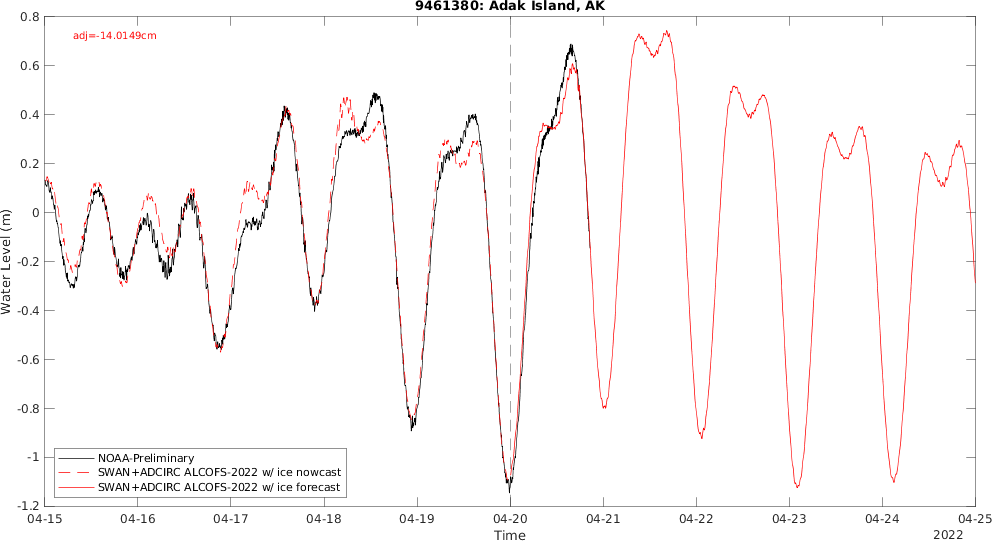 9461380: Adak Island, AK
adj=-14.0149cm
0.8
0.6
0.4
0.2
0
-0.2
-0.4
-0.6
-0.8
-1
-1.2
Water Level (m)
NOAA-Preliminary
SWAN+ADCIRC ALCOFS-2022 w/ ice nowcast
SWAN+ADCIRC ALCOFS-2022 w/ ice forecast
04-15 04-16 04-17 04-18 04-19 04-20 04-21 04-22 04-23 04-24 04-25
Time
2022